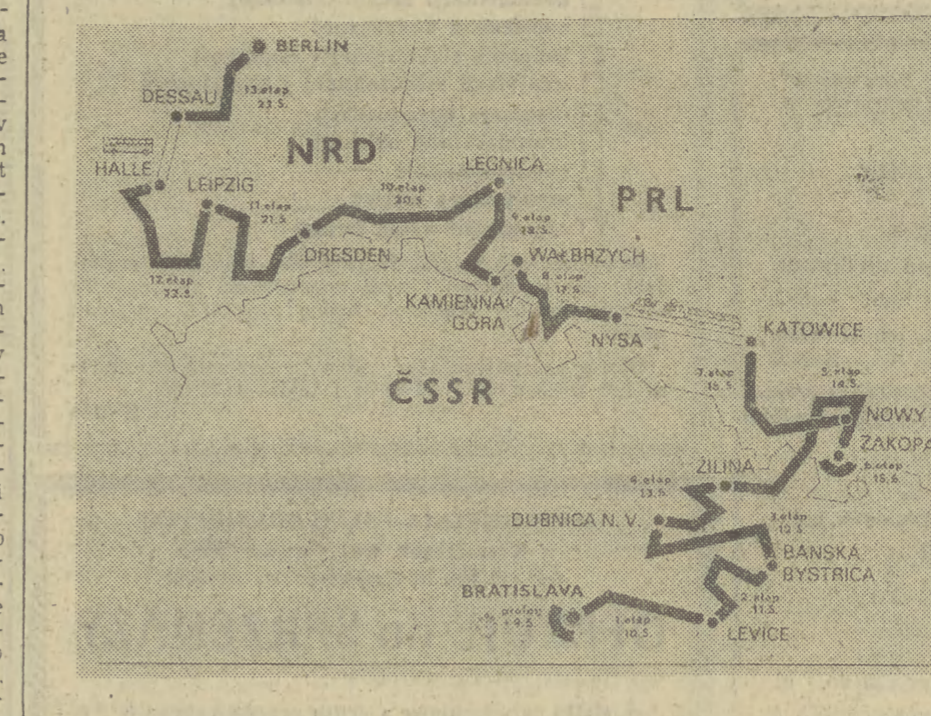 BERLIN
13.etap
23.5.
DESSAU
NRD
HALLE
LEIPZIG
LEGNICA
10.etap
20.5.
PRL
11.etap
21.5.
9.etap
18.5.
DRESDEN
WAŁBRZYCH
12.etap
22.5.
8.etap
17.5.
KAMIENNA
GÓRA
NYSA
KATOWICE
ČSSR
7.etap
16.5.
5.etap
14.5.
NOWY
ZAKOPA
6.etap
15.5.
ŽILINA
4.etap
13.5.
DUBNICA N. V.
3.etap
12.5.
BANSKÁ
BYSTRICA
BRATISLAVA
prolog
9.5.
1.etap
10.5.
2.etap
11.5.
LEVICE